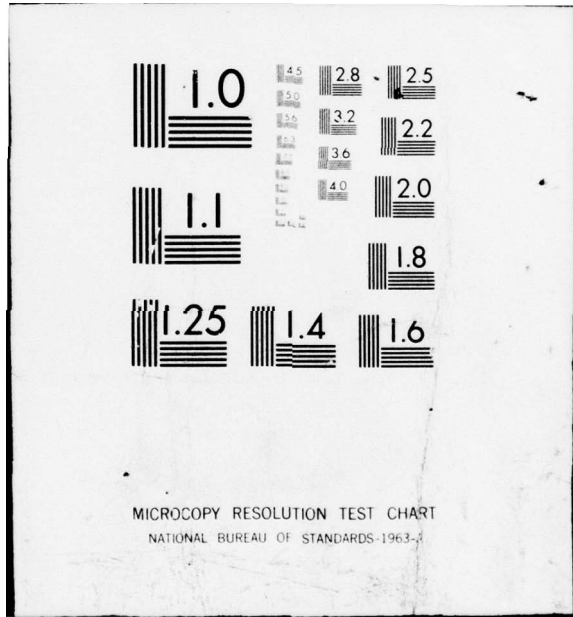 1.0
4.5 2.8 2.5
5.0
5.6 3.2 2.2
6.3
3.6
1.1 4.0 2.0
1.8
1.25 1.4 1.6
MICROCOPY RESOLUTION TEST CHART
NATIONAL BUREAU OF STANDARDS-1963-A